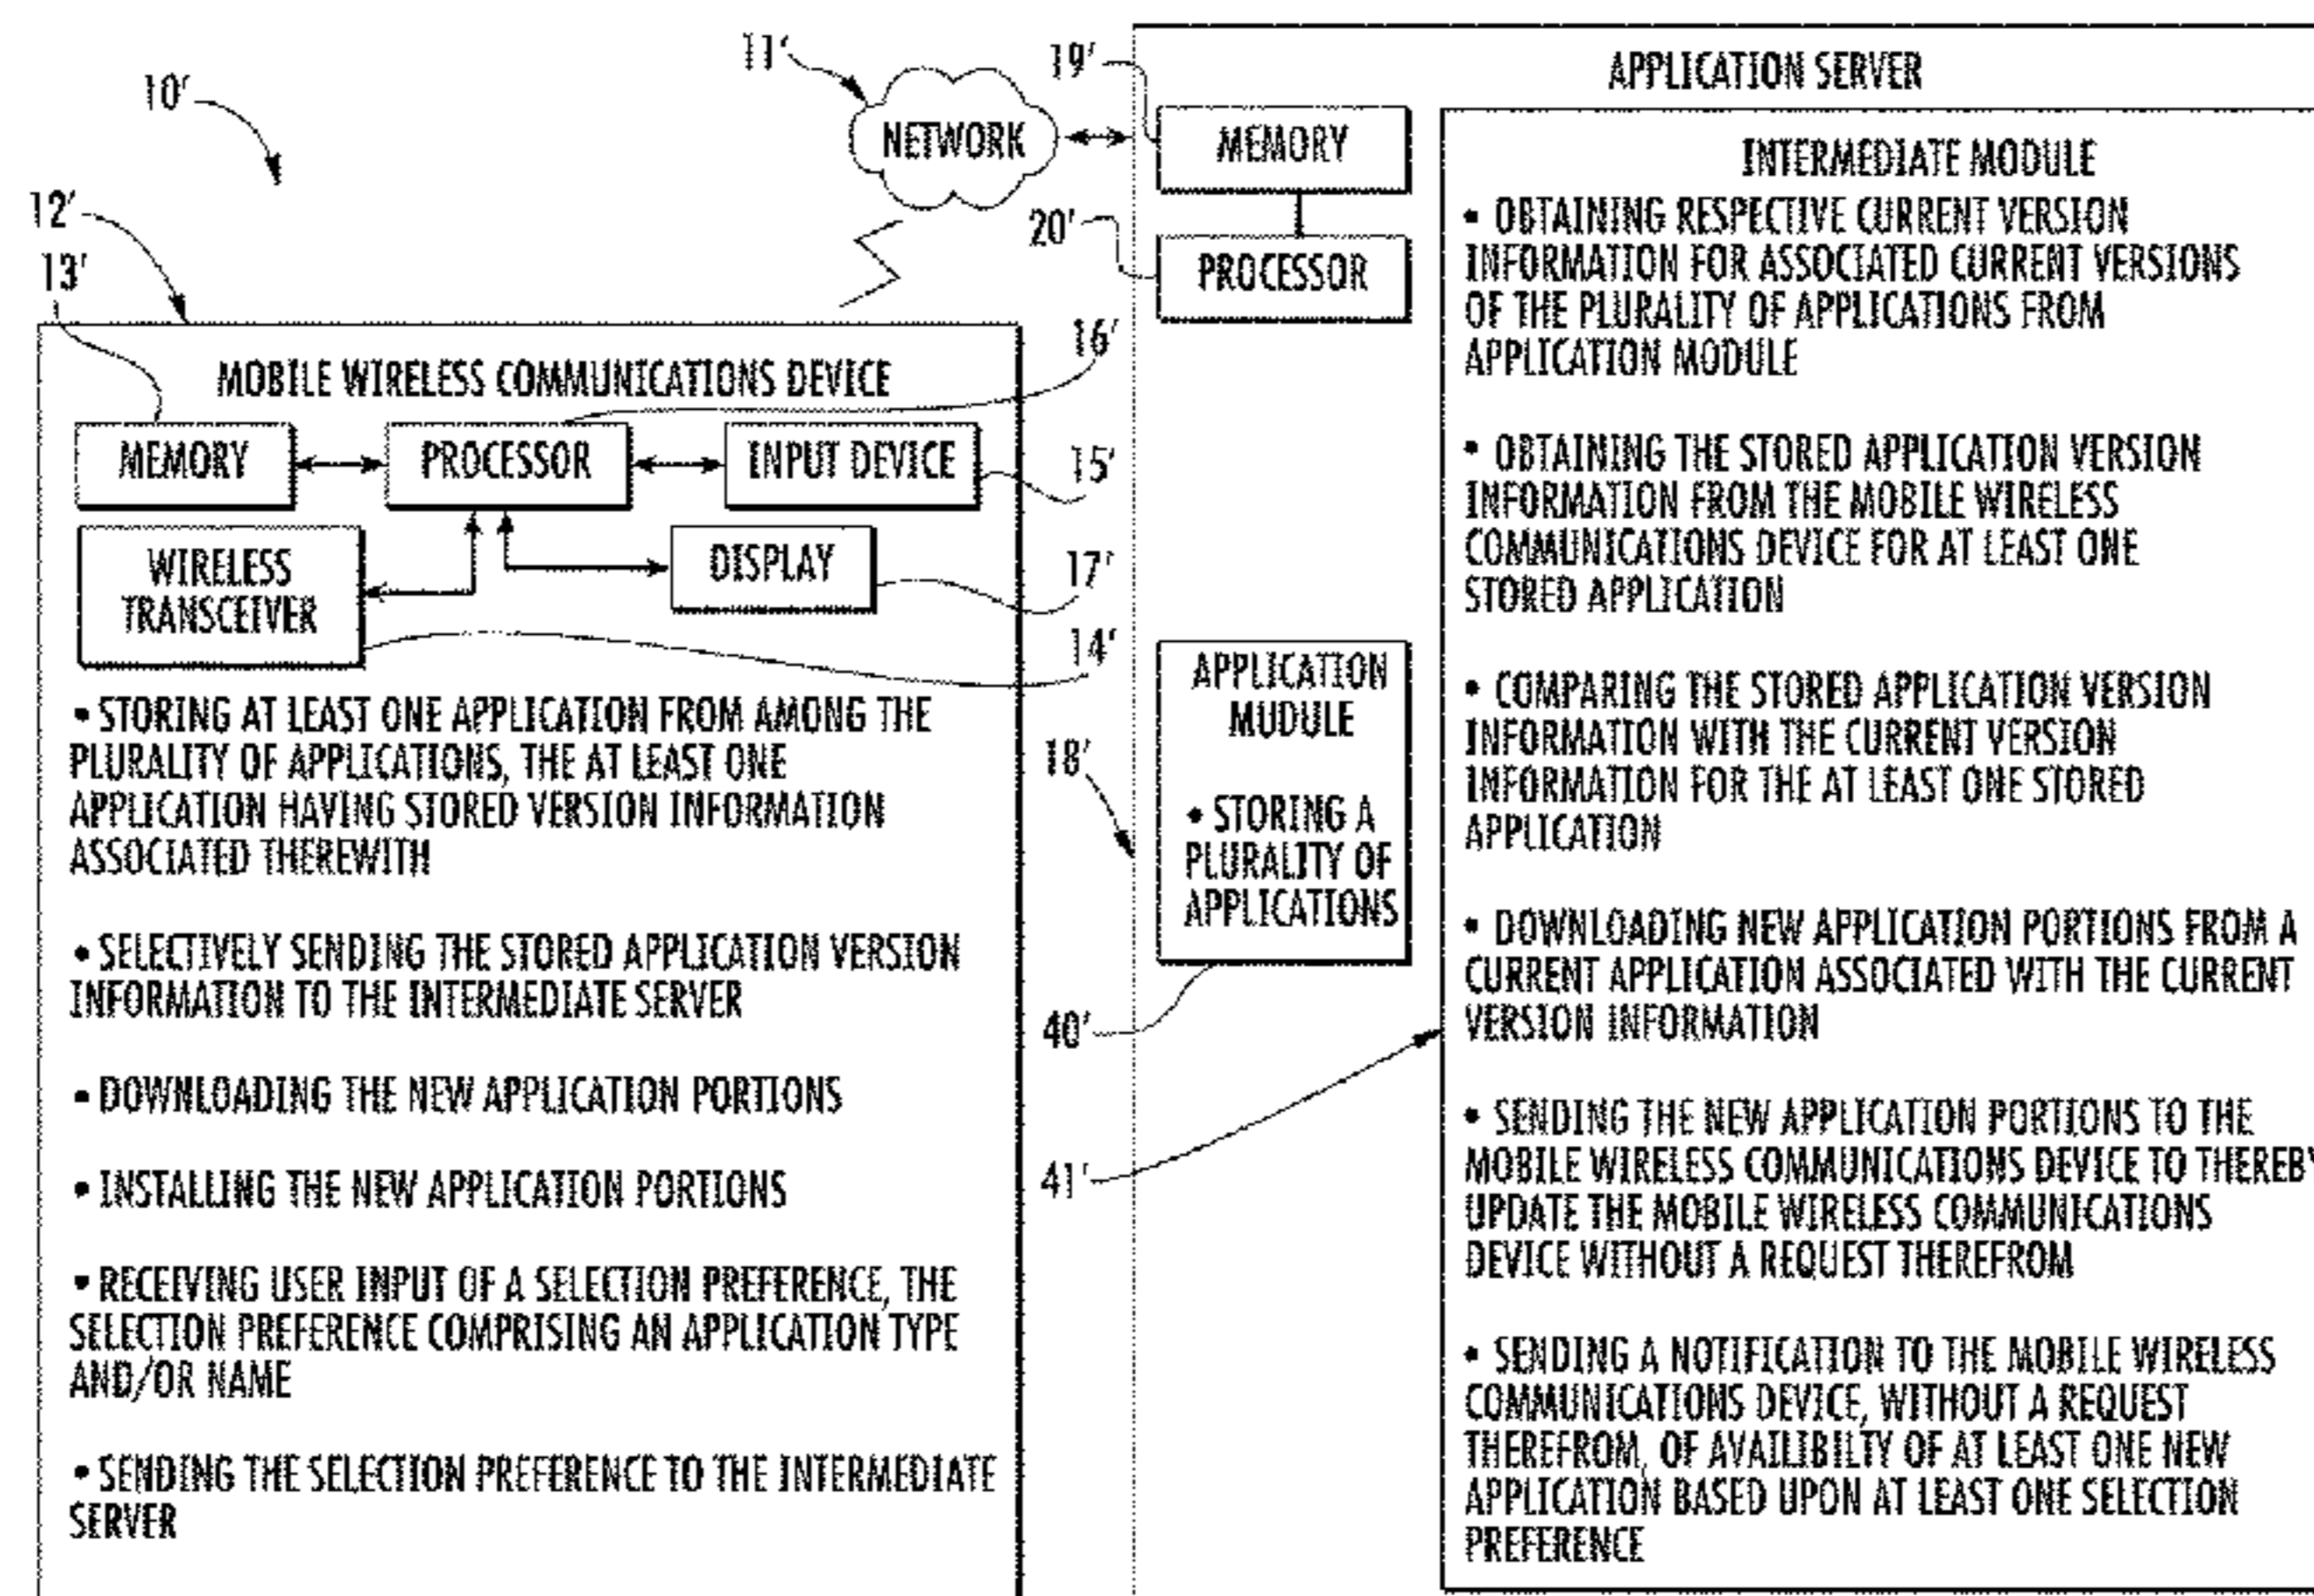 10'
11'
NETWORK
12'
13'
MOBILE WIRELESS COMMUNICATIONS DEVICE
16'
MEMORY
PROCESSOR
INPUT DEVICE
15'
WIRELESS
TRANSCEIVER
DISPLAY
17'
14'
• STORING AT LEAST ONE APPLICATION FROM AMONG THE
PLURALITY OF APPLICATIONS, THE AT LEAST ONE
APPLICATION HAVING STORED VERSION INFORMATION
ASSOCIATED THEREWITH
• SELECTIVELY SENDING THE STORED APPLICATION VERSION
INFORMATION TO THE INTERMEDIATE SERVER
• DOWNLOADING THE NEW APPLICATION PORTIONS
• INSTALLING THE NEW APPLICATION PORTIONS
• RECEIVING USER INPUT OF A SELECTION PREFERENCE, THE
SELECTION PREFERENCE COMPRISING AN APPLICATION TYPE
AND/OR NAME
• SENDING THE SELECTION PREFERENCE TO THE INTERMEDIATE
SERVER
APPLICATION SERVER
19'
MEMORY
20'
PROCESSOR
18'
APPLICATION
MUDULE
• STORING A
PLURALITY OF
APPLICATIONS
40'
41'
INTERMEDIATE MODULE
• OBTAINING RESPECTIVE CURRENT VERSION
INFORMATION FOR ASSOCIATED CURRENT VERSIONS
OF THE PLURALITY OF APPLICATIONS FROM
APPLICATION MODULE
• OBTAINING THE STORED APPLICATION VERSION
INFORMATION FROM THE MOBILE WIRELESS
COMMUNICATIONS DEVICE FOR AT LEAST ONE
STORED APPLICATION
• COMPARING THE STORED APPLICATION VERSION
INFORMATION WITH THE CURRENT VERSION
INFORMATION FOR THE AT LEAST ONE STORED
APPLICATION
• DOWNLOADING NEW APPLICATION PORTIONS FROM A
CURRENT APPLICATION ASSOCIATED WITH THE CURRENT
VERSION INFORMATION
• SENDING THE NEW APPLICATION PORTIONS TO THE
MOBILE WIRELESS COMMUNICATIONS DEVICE TO THEREBY
UPDATE THE MOBILE WIRELESS COMMUNICATIONS
DEVICE WITHOUT A REQUEST THEREFROM
• SENDING A NOTIFICATION TO THE MOBILE WIRELESS
COMMUNICATIONS DEVICE, WITHOUT A REQUEST
THEREFROM, OF AVAILIBILTY OF AT LEAST ONE NEW
APPLICATION BASED UPON AT LEAST ONE SELECTION
PREFERENCE